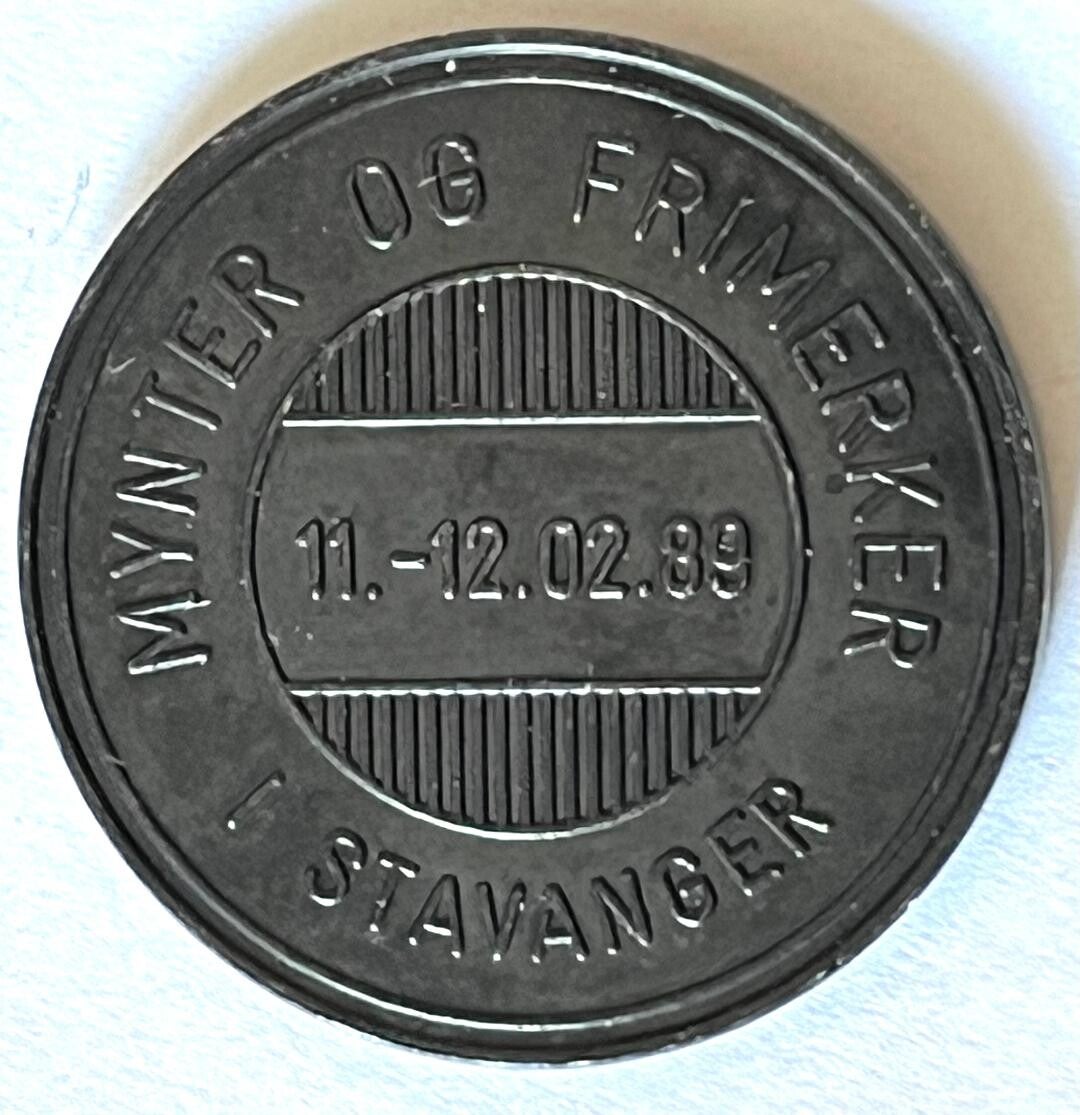 MYNTER OG FRIMERKER
11.-12.02.89
I STAVANGER